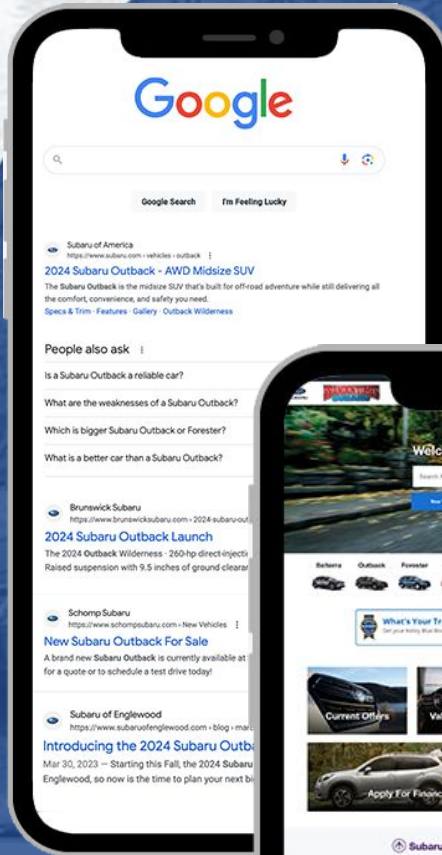 Google
Google Search I'm Feeling Lucky
Subaru of America
https://www.subaru.com › vehicles › outback
2024 Subaru Outback - AWD Midsize SUV
The Subaru Outback is the midsize SUV that's built for off-road adventure while still delivering all
the comfort, convenience, and safety you need.
Specs & Trim · Features · Gallery · Outback Wilderness
People also ask
Is a Subaru Outback a reliable car?
What are the weaknesses of a Subaru Outback?
Which is bigger Subaru Outback or Forester?
What is a better car than a Subaru Outback?
Brunswick Subaru
https://www.brunswicksubaru.com › 2024-subaru-out
2024 Subaru Outback Launch
The 2024 Outback Wilderness · 260-hp direct-injecti
Raised suspension with 9.5 inches of ground clearan
Schomp Subaru
https://www.schompsubaru.com › New Vehicles
New Subaru Outback For Sale
A brand new Subaru Outback is currently available at
for a quote or to schedule a test drive today!
Subaru of Englewood
https://www.subaruofenglewood.com › blog › marc
Introducing the 2024 Subaru Outba
Mar 30, 2023 — Starting this Fall, the 2024 Subaru
Englewood, so now is the time to plan your next bi
SUBARU
Welc
Search
Outback Forester
What's Your Tr
Current Offers
Val
Apply For Financ
Subaru